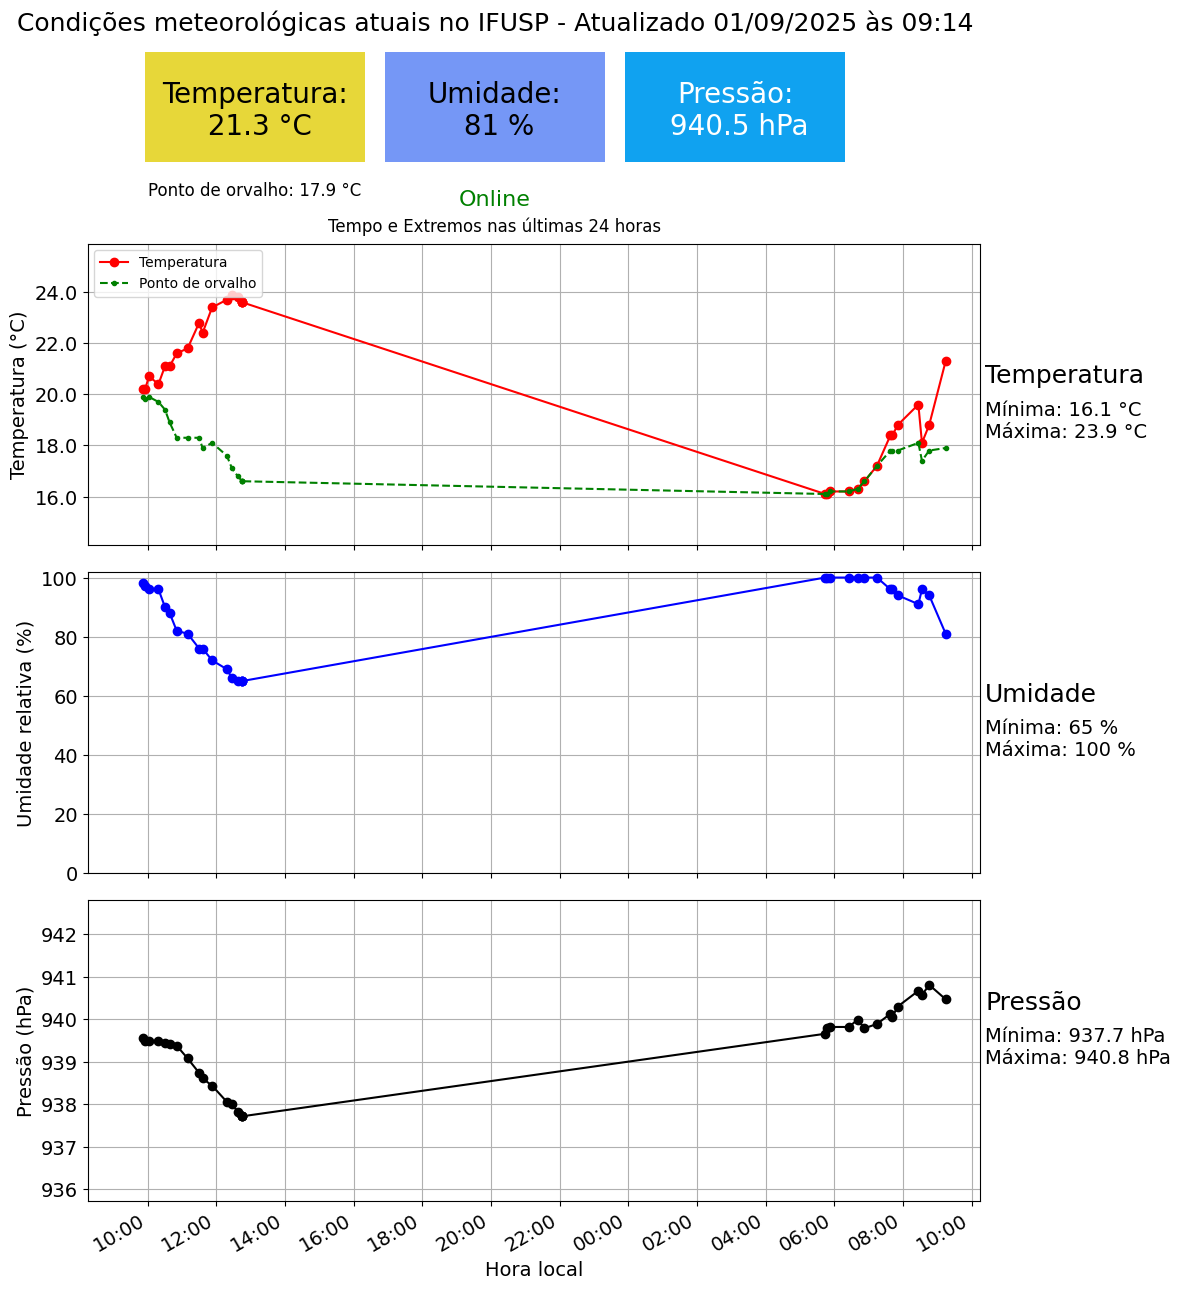 Condições meteorológicas atuais no IFUSP - Atualizado 01/09/2025 às 09:14
Temperatura:
21.3 °C
Umidade:
81 %
Pressão:
940.5 hPa
Ponto de orvalho: 17.9 °C
Online
Tempo e Extremos nas últimas 24 horas
Temperatura
Ponto de orvalho
Temperatura (°C)
24.0
22.0
20.0
18.0
16.0
Temperatura
Mínima: 16.1 °C
Máxima: 23.9 °C
Umidade relativa (%)
100
80
60
40
20
0
Umidade
Mínima: 65 %
Máxima: 100 %
Pressão (hPa)
942
941
940
939
938
937
936
Pressão
Mínima: 937.7 hPa
Máxima: 940.8 hPa
10:00
12:00
14:00
16:00
18:00
20:00
22:00
00:00
02:00
04:00
06:00
08:00
10:00
Hora local